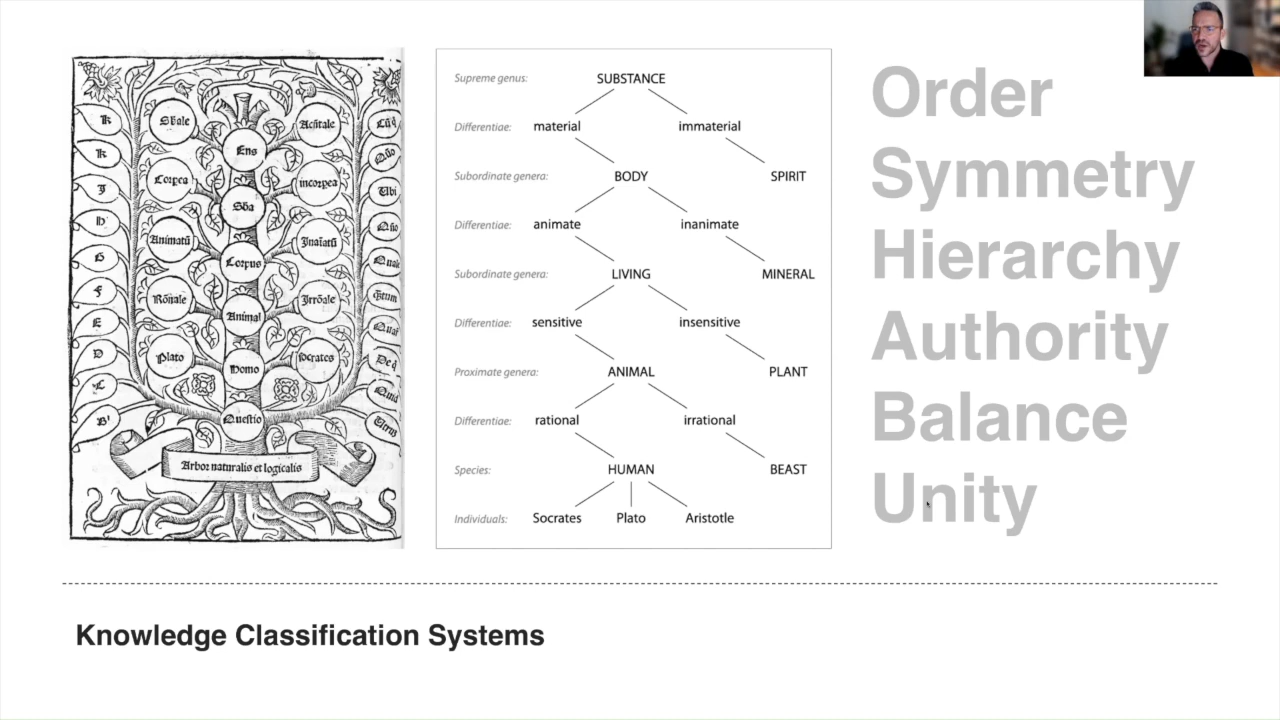 K
K
J
D
G
F
E
D
C
B
Ens
Corpus
Animal
Homo
Questio
Plato
Arbor naturalis et logicalis
Supreme genus: SUBSTANCE
Differentiae: material immaterial
Subordinate genera: BODY SPIRIT
Differentiae: animate inanimate
Subordinate genera: LIVING MINERAL
Differentiae: sensitive insensitive
Proximate genera: ANIMAL PLANT
Differentiae: rational irrational
Species: HUMAN BEAST
Individuals: Socrates Plato Aristotle
Order
Symmetry
Hierarchy
Authority
Balance
Unity
Knowledge Classification Systems